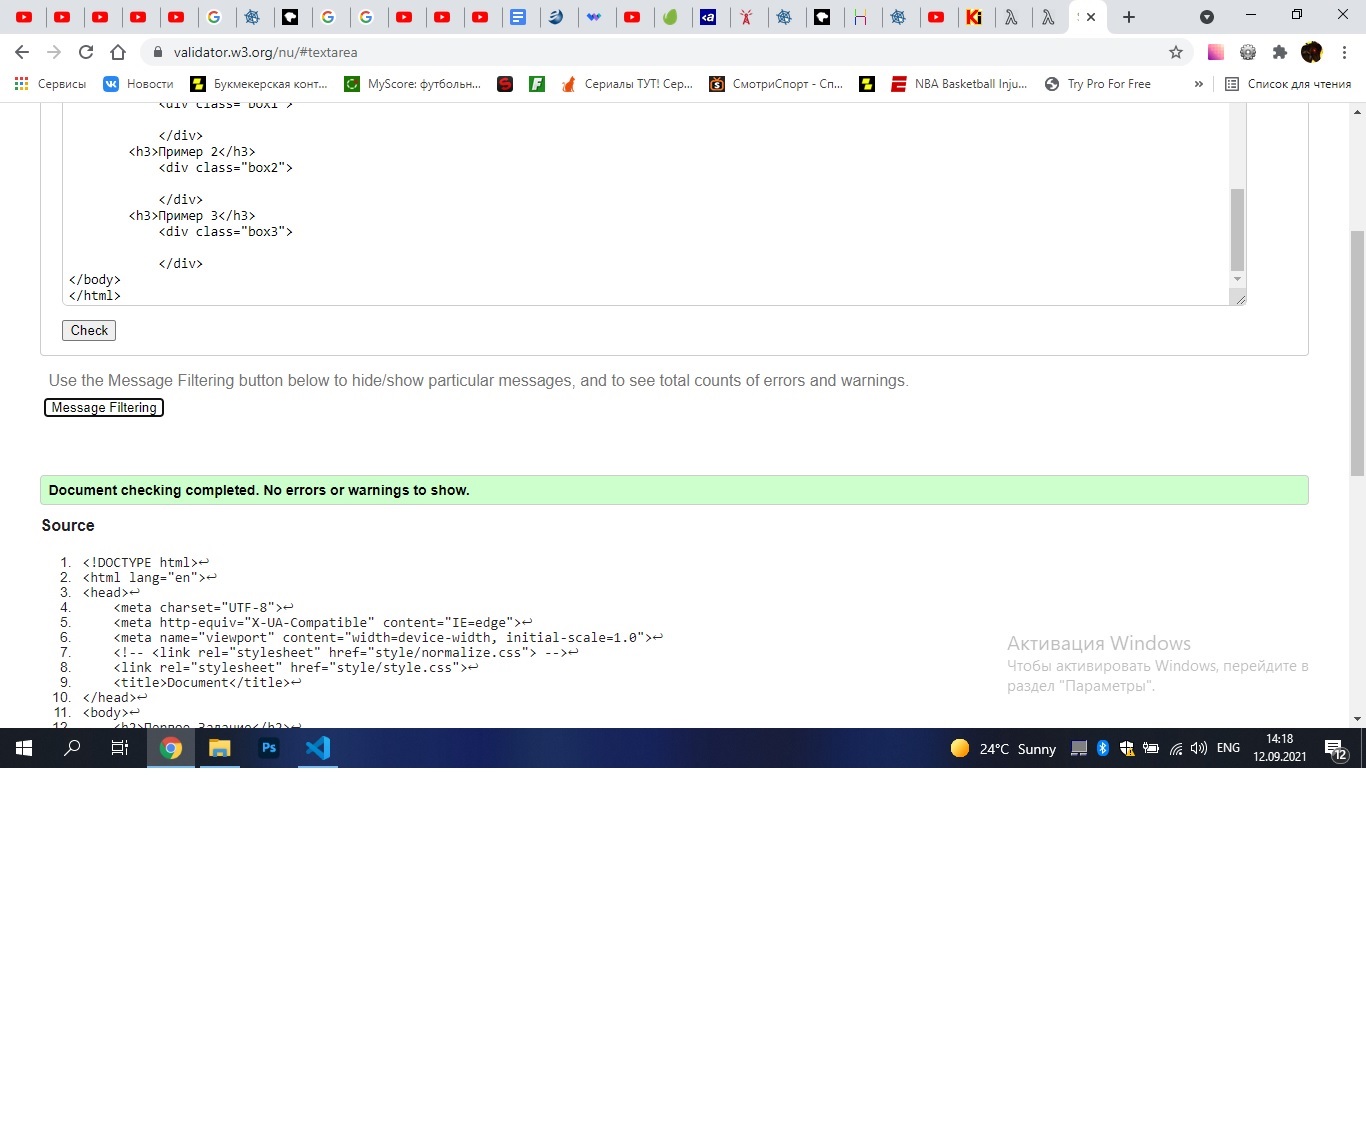 validator.w3.org/nu/#textarea
Сервисы Новости Букмекерская конт... MyScore: футбольн... Сериалы ТУТ! Сер... СмотриСпорт - Сп... NBA Basketball Inju... Try Pro For Free » Список для чтения
<div class="box1">
</div>
<h3>Пример 2</h3>
<div class="box2">
</div>
<h3>Пример 3</h3>
<div class="box3">
</div>
</body>
</html>
Check
Use the Message Filtering button below to hide/show particular messages, and to see total counts of errors and warnings.
Message Filtering
Document checking completed. No errors or warnings to show.
Source
1. <!DOCTYPE html>↩
2. <html lang="en">↩
3. <head>↩
4. <meta charset="UTF-8">↩
5. <meta http-equiv="X-UA-Compatible" content="IE=edge">↩
6. <meta name="viewport" content="width=device-width, initial-scale=1.0">↩
7. <!-- <link rel="stylesheet" href="style/normalize.css"> -->↩
8. <link rel="stylesheet" href="style/style.css">↩
9. <title>Document</title>↩
10. </head>↩
11. <body>↩
12. <h2>Первое Задание</h2>↩
Активация Windows
Чтобы активировать Windows, перейдите в
раздел "Параметры".
Ps
24°C Sunny
ENG
14:18
12.09.2021
12